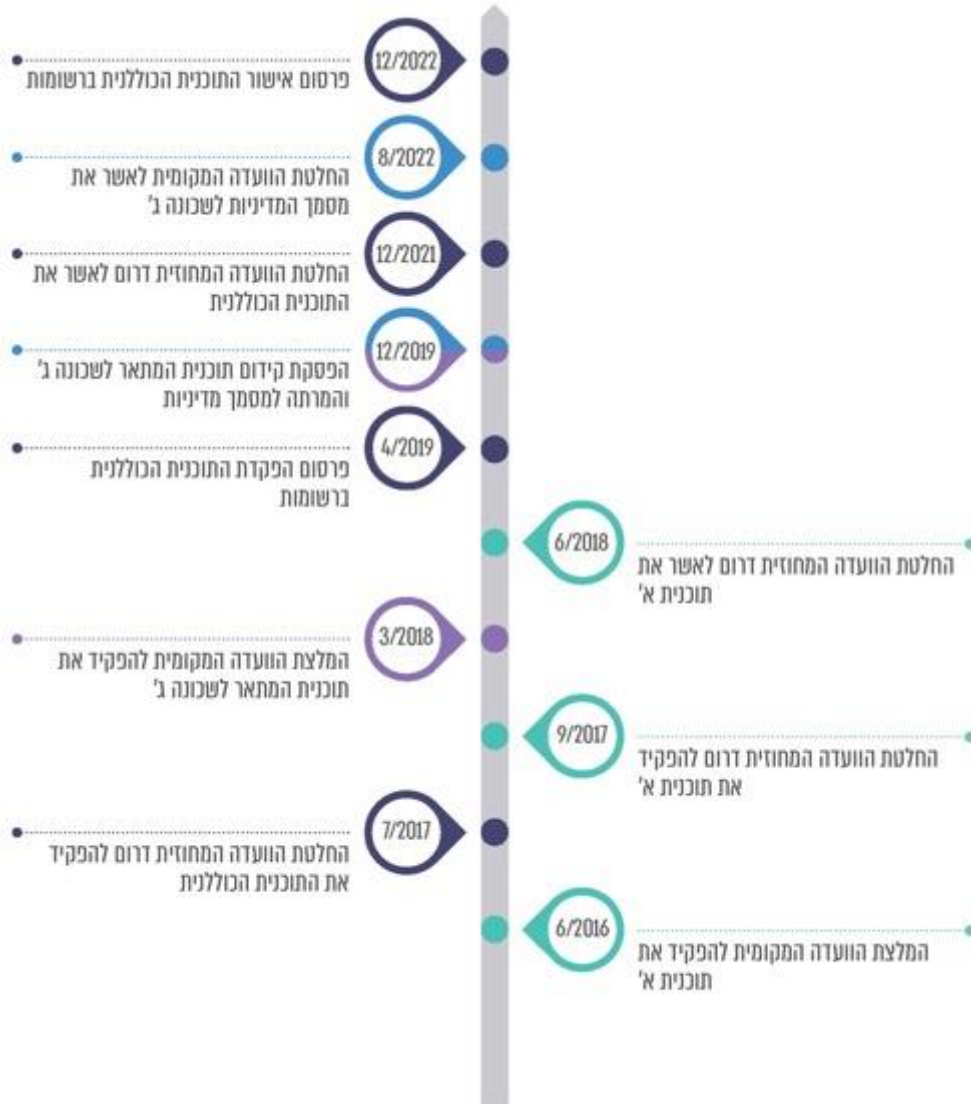 12/2022
פרסום אישור התוכנית הכוללנית ברשומות
8/2022
החלטת הוועדה המקומית לאשר את
מסמך המדיניות לשכונה ג'
12/2021
החלטת הוועדה המחוזית דרום לאשר את
התוכנית הכוללנית
12/2019
הפסקת קידום תוכנית המתאר לשכונה ג'
והמרתה למסמך מדיניות
4/2019
פרסום הפקדת התוכנית הכוללנית
ברשומות
6/2018
החלטת הוועדה המחוזית דרום לאשר את
תוכנית א'
3/2018
המלצת הוועדה המקומית להפקיד את
תוכנית המתאר לשכונה ג'
9/2017
החלטת הוועדה המחוזית דרום להפקיד
את תוכנית א'
7/2017
החלטת הוועדה המחוזית דרום להפקיד
את התוכנית הכוללנית
6/2016
המלצת הוועדה המקומית להפקיד את
תוכנית א'